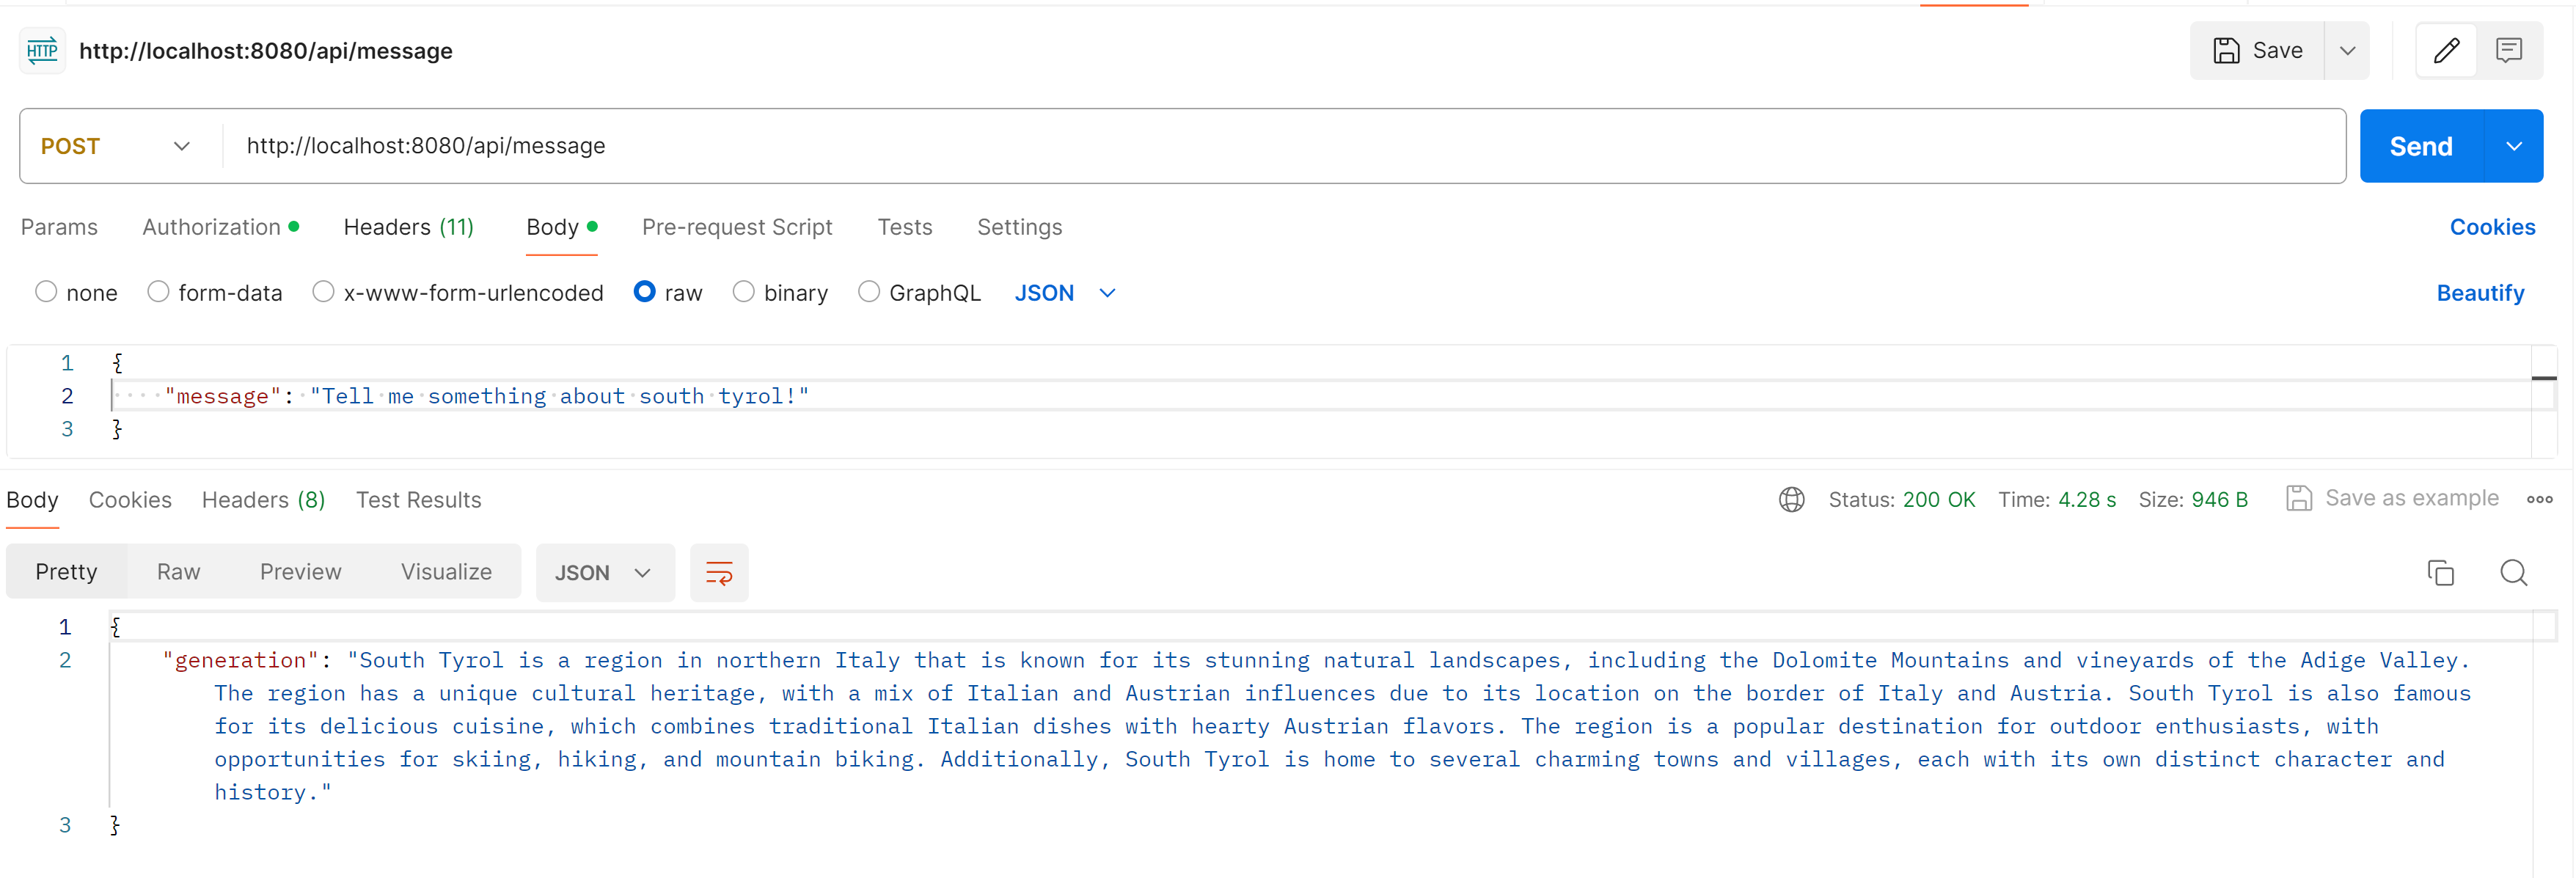 HTTP http://localhost:8080/api/message Save
POST http://localhost:8080/api/message Send
Params Authorization Headers (11) Body Pre-request Script Tests Settings Cookies
none form-data x-www-form-urlencoded raw binary GraphQL JSON Beautify
1 {
2 "message": "Tell me something about south tyrol!"
3 }
Body Cookies Headers (8) Test Results Status: 200 OK Time: 4.28 s Size: 946 B Save as example
Pretty Raw Preview Visualize JSON
1 {
2 "generation": "South Tyrol is a region in northern Italy that is known for its stunning natural landscapes, including the Dolomite Mountains and vineyards of the Adige Valley.
The region has a unique cultural heritage, with a mix of Italian and Austrian influences due to its location on the border of Italy and Austria. South Tyrol is also famous
for its delicious cuisine, which combines traditional Italian dishes with hearty Austrian flavors. The region is a popular destination for outdoor enthusiasts, with
opportunities for skiing, hiking, and mountain biking. Additionally, South Tyrol is home to several charming towns and villages, each with its own distinct character and
history."
3 }